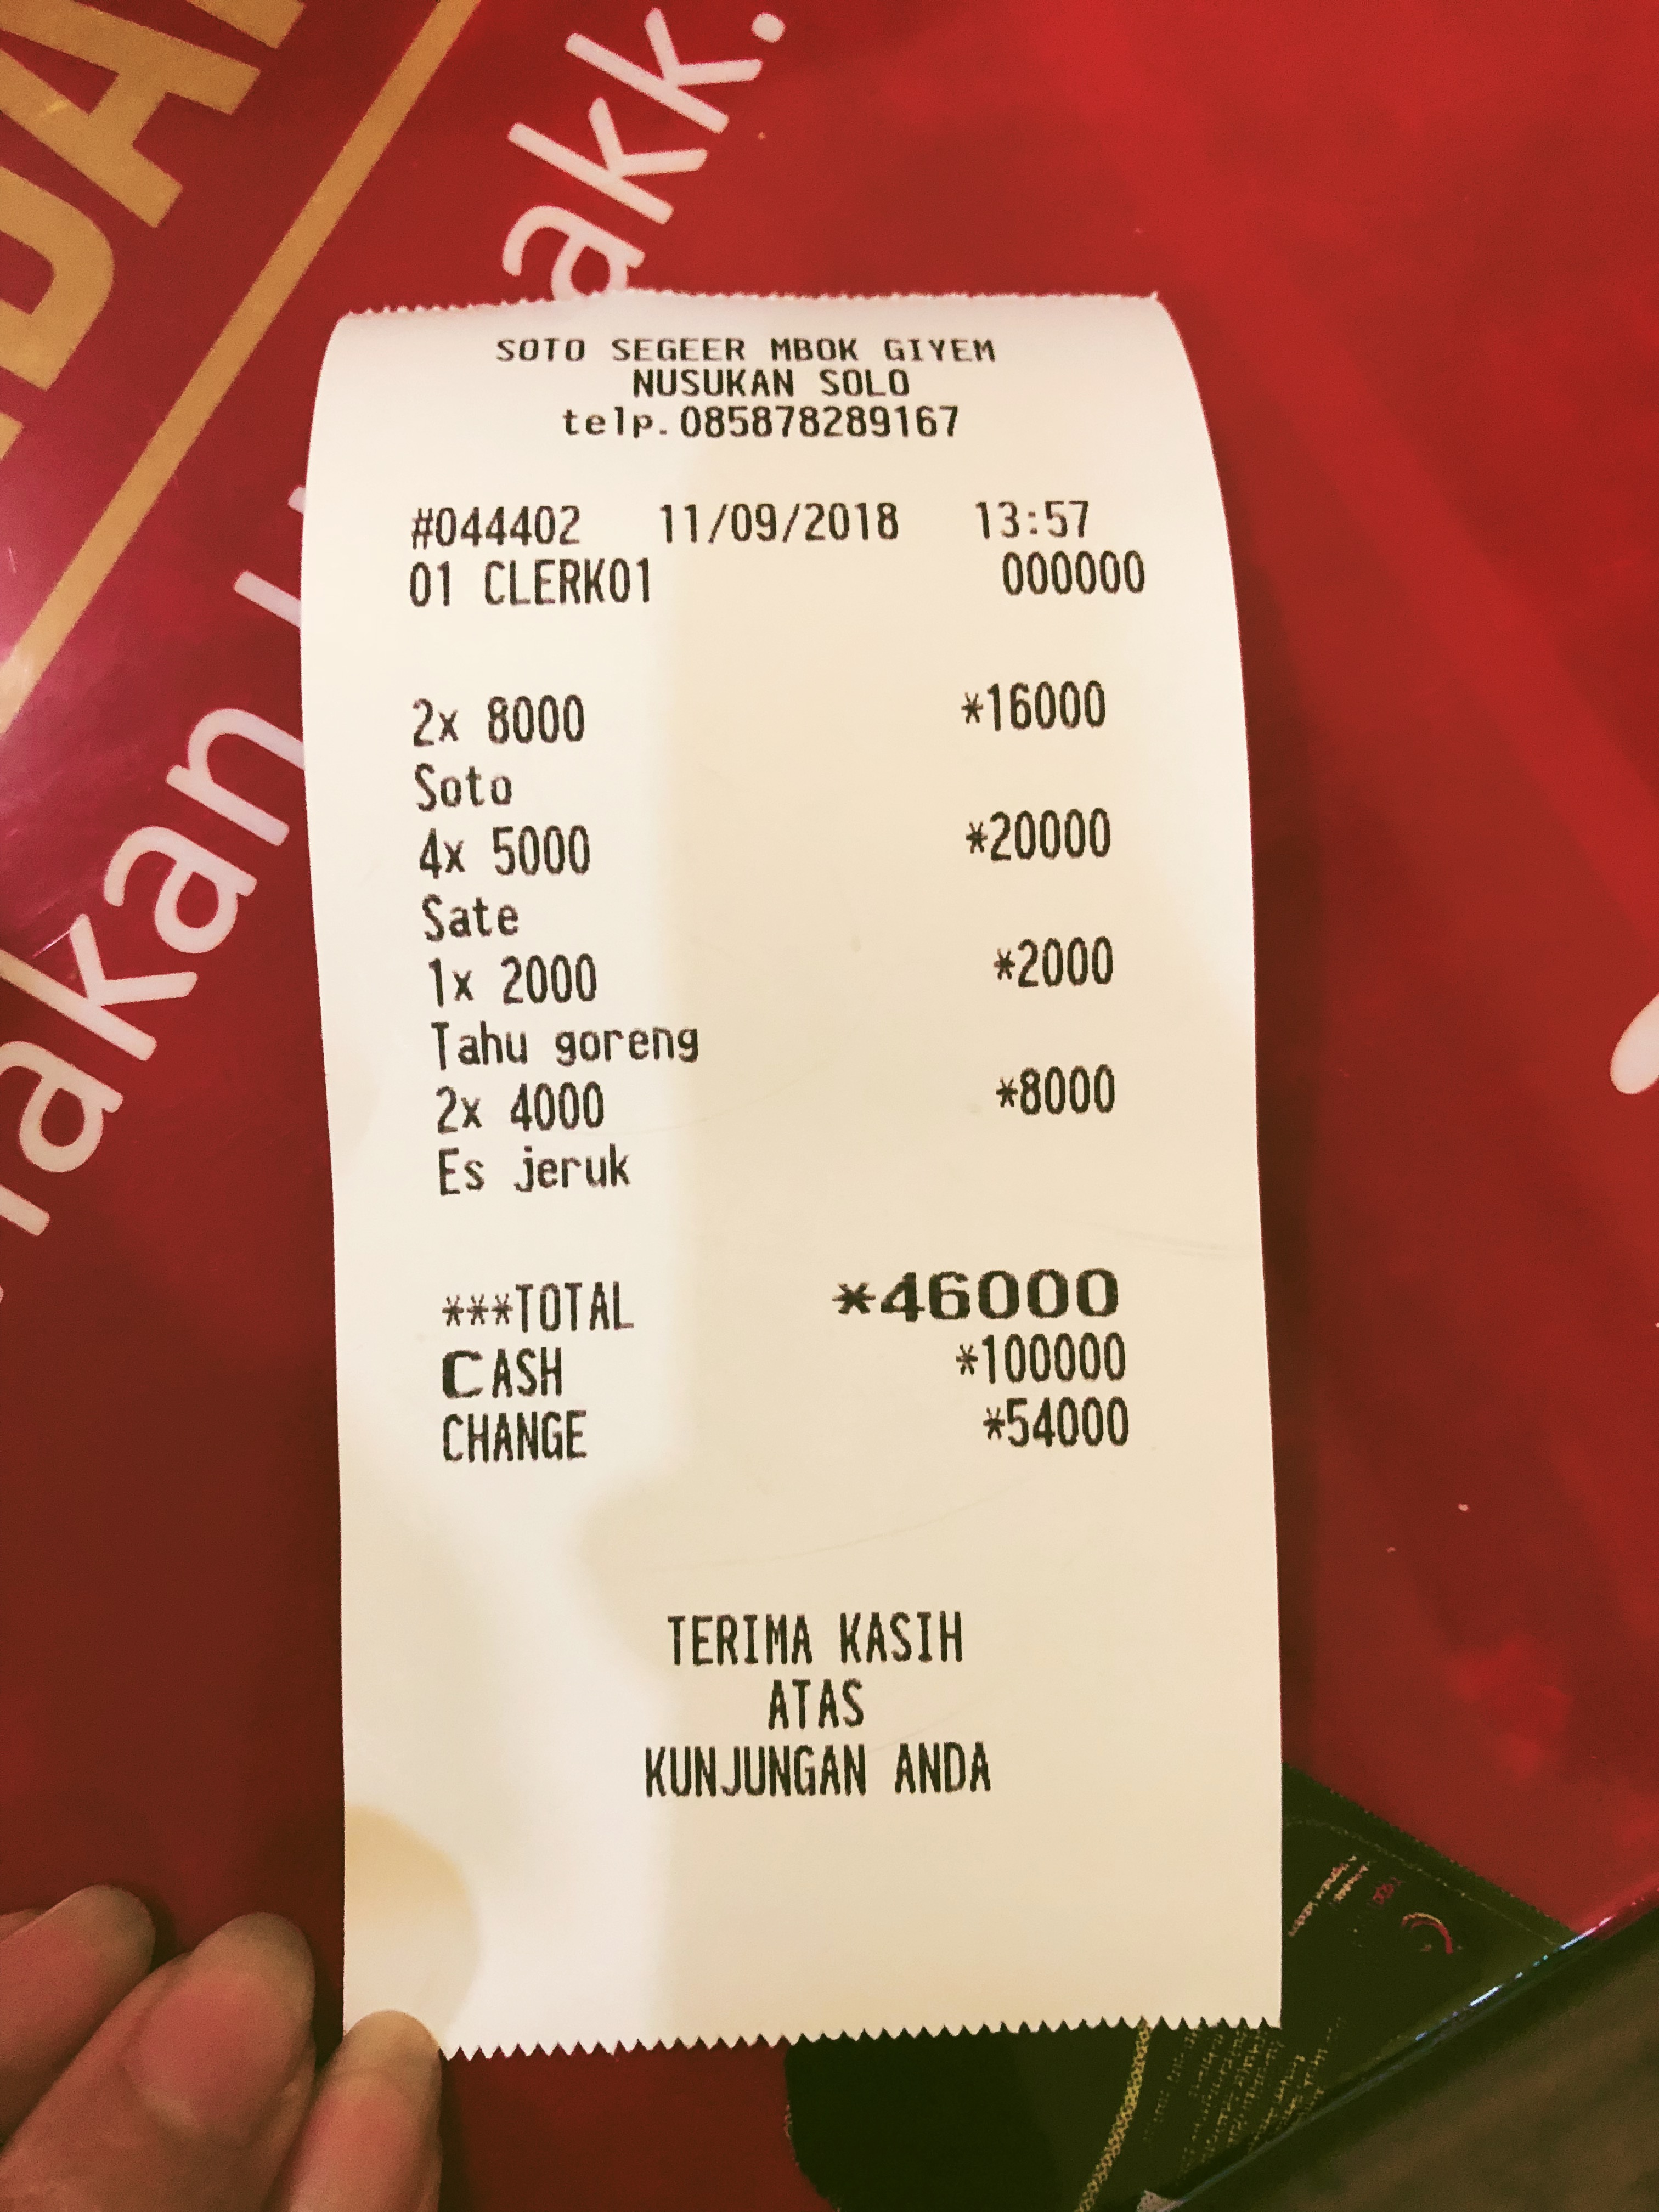 akk.
SOTO SEGEER MBOK GIYEM
NUSUKAN SOLO
telp.085878289167
#044402 11/09/2018 13:57
01 CLERK01 000000
2x 8000 *16000
Soto
4x 5000 *20000
Sate
1x 2000 *2000
Tahu goreng
2x 4000 *8000
Es jeruk
***TOTAL *46000
CASH *100000
CHANGE *54000
TERIMA KASIH
ATAS
KUNJUNGAN ANDA